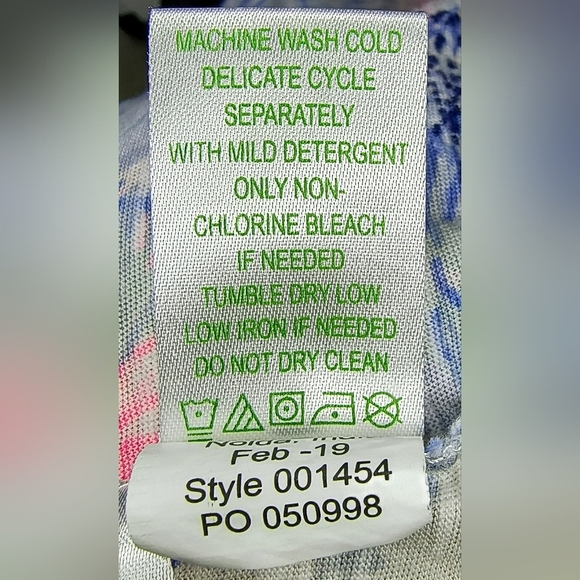 MACHINE WASH COLD
DELICATE CYCLE
SEPARATELY
WITH MILD DETERGENT
ONLY NON-
CHLORINE BLEACH
IF NEEDED
TUMBLE DRY LOW
LOW IRON IF NEEDED
DO NOT DRY CLEAN
Feb -19
Style 001454
PO 050998